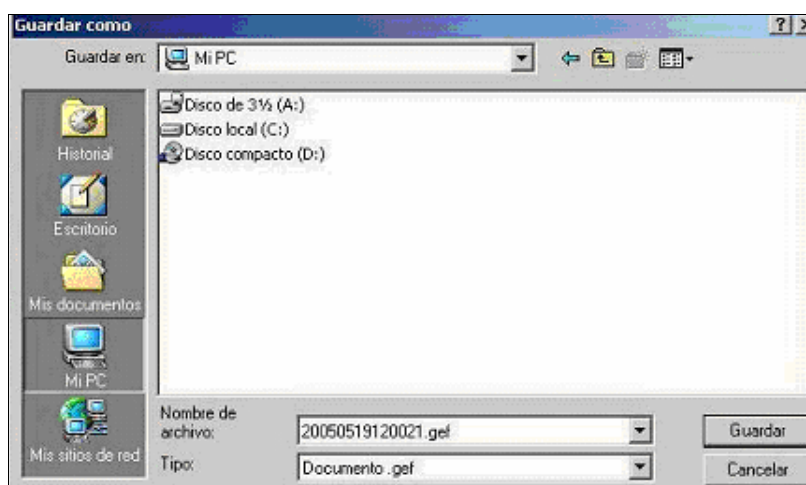 Guardar como
Guardar en:
Mi PC
Historial
Escritorio
Mis documentos
Mi PC
Mis sitios de red
Disco de 3½ (A:)
Disco local (C:)
Disco compacto (D:)
Nombre de archivo:
20050519120021.gef
Guardar
Tipo:
Documento .gef
Cancelar